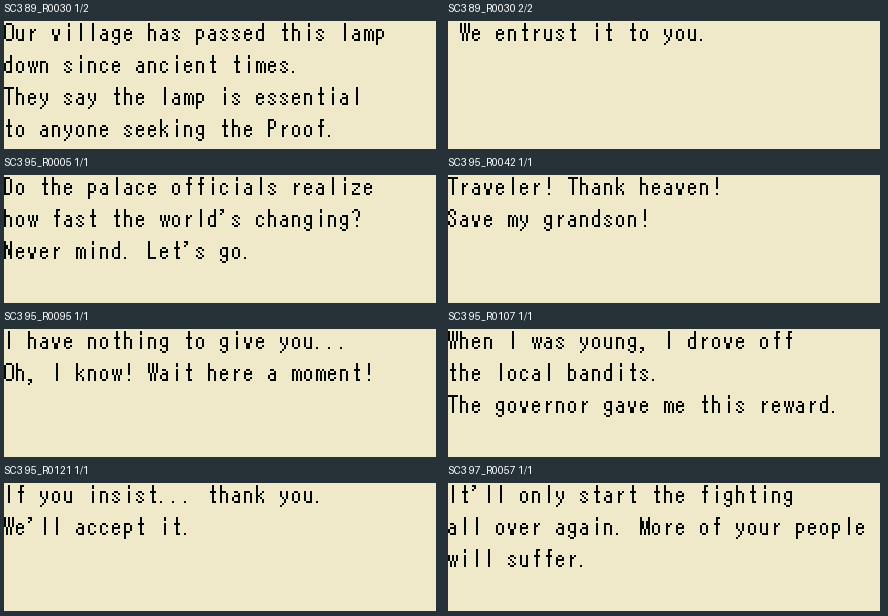 SC389_R0030 1/2
Our village has passed this lamp
down since ancient times.
They say the lamp is essential
to anyone seeking the Proof.
SC389_R0030 2/2
We entrust it to you.
SC395_R0005 1/1
Do the palace officials realize
how fast the world's changing?
Never mind. Let's go.
SC395_R0042 1/1
Traveler! Thank heaven!
Save my grandson!
SC395_R0095 1/1
I have nothing to give you...
Oh, I know! Wait here a moment!
SC395_R0107 1/1
When I was young, I drove off
the local bandits.
The governor gave me this reward.
SC395_R0121 1/1
If you insist... thank you.
We'll accept it.
SC397_R0057 1/1
It'll only start the fighting
all over again. More of your people
will suffer.